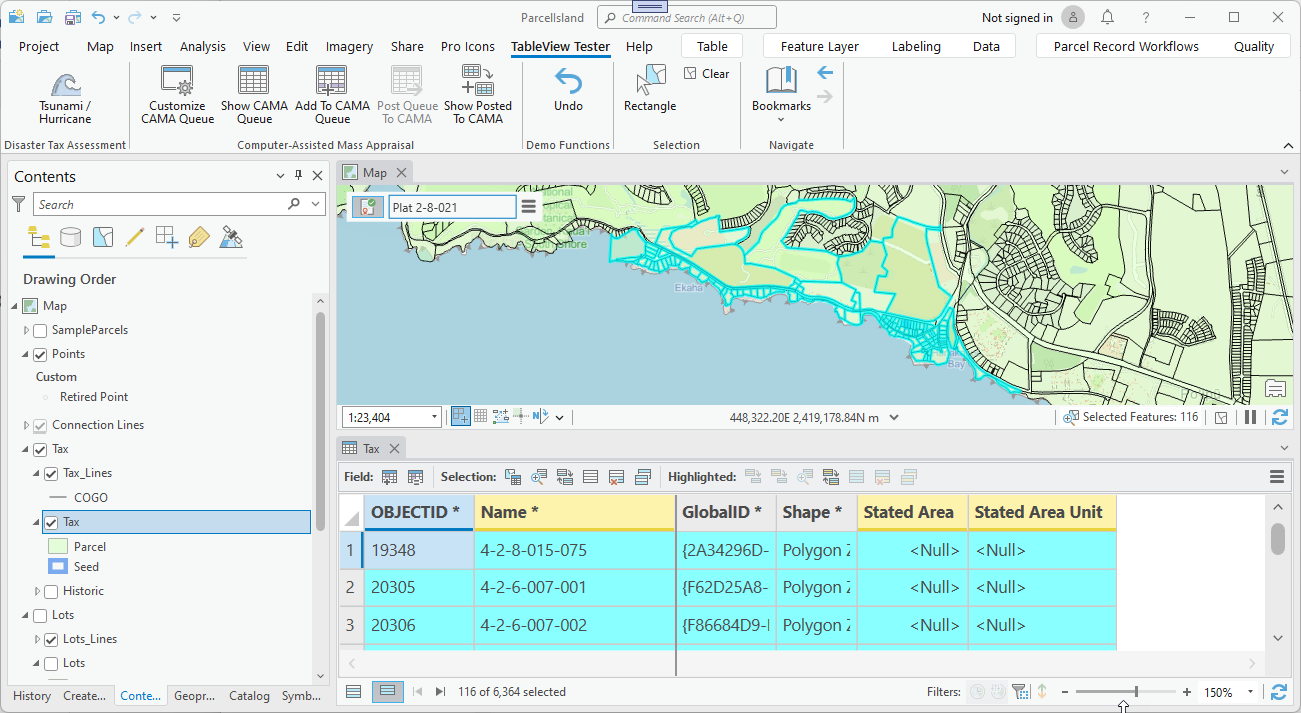 ParcelIsland
Command Search (Alt+Q)
Not signed in
?
Project Map Insert Analysis View Edit Imagery Share Pro Icons TableView Tester Help Table Feature Layer Labeling Data Parcel Record Workflows Quality
Tsunami /
Hurricane
Customize
CAMA Queue
Show CAMA
Queue
Add To CAMA
Queue
Post Queue
To CAMA
Show Posted
To CAMA
Undo
Rectangle
Clear
Bookmarks
Disaster Tax Assessment
Computer-Assisted Mass Appraisal
Demo Functions
Selection
Navigate
Contents
Search
Drawing Order
Map
SampleParcels
Points
Custom
Retired Point
Connection Lines
Tax
Tax_Lines
COGO
Tax
Parcel
Seed
Historic
Lots
Lots_Lines
Lots
History Create... Conte... Geopr... Catalog Symb...
Map
Plat 2-8-021
Ekaha
Bay
1:23,404
448,322.20E 2,419,178.84N m
Selected Features: 116
Tax
Field: Selection: Highlighted:
OBJECTID * Name * GlobalID * Shape * Stated Area Stated Area Unit
1 19348 4-2-8-015-075 {2A34296D- Polygon Z <Null> <Null>
2 20305 4-2-6-007-001 {F62D25A8- Polygon Z <Null> <Null>
3 20306 4-2-6-007-002 {F86684D9- Polygon Z <Null> <Null>
116 of 6,364 selected
Filters:
150%